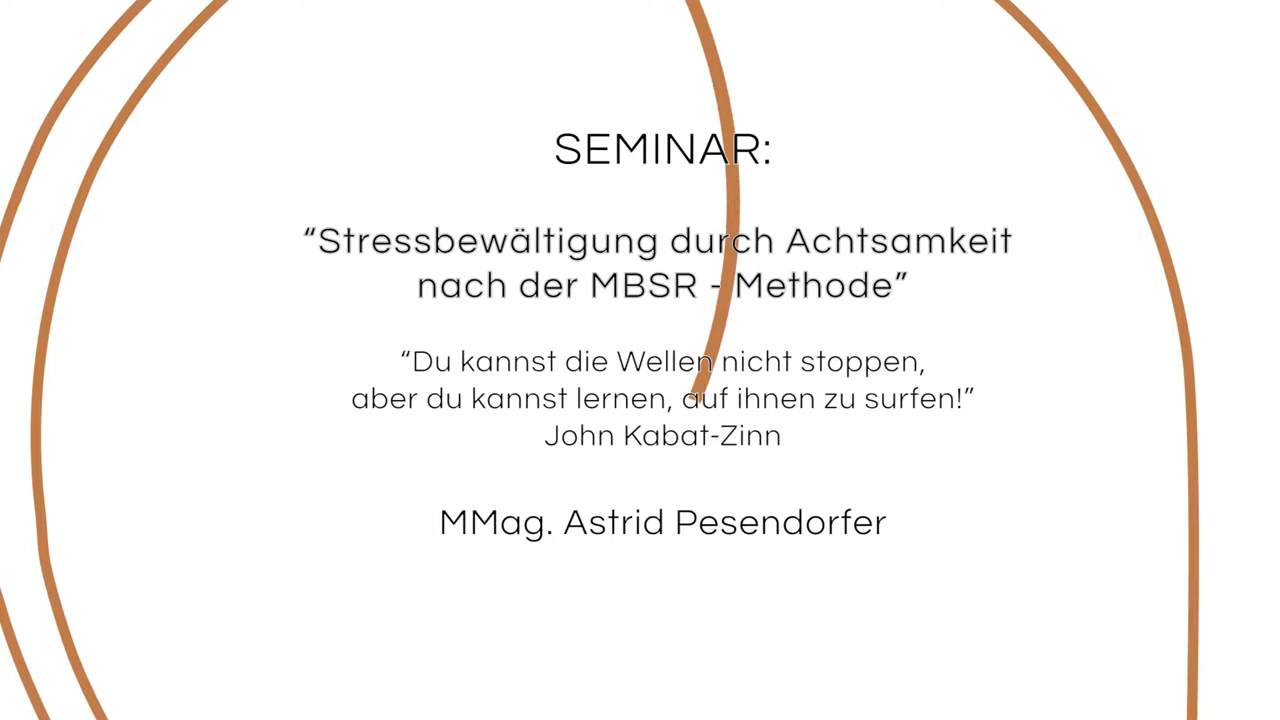 SEMINAR:
“Stressbewältigung durch Achtsamkeit
nach der MBSR - Methode”
“Du kannst die Wellen nicht stoppen,
aber du kannst lernen, auf ihnen zu surfen!”
John Kabat-Zinn
MMag. Astrid Pesendorfer